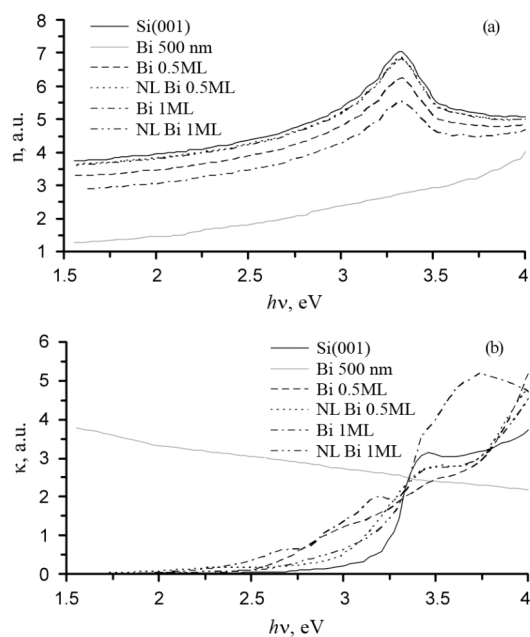 (a)
Si(001)
Bi 500 nm
Bi 0.5ML
NL Bi 0.5ML
Bi 1ML
NL Bi 1ML
n, a.u.
8
7
6
5
4
3
2
1
1.5 2 2.5 3 3.5 4
hν, eV
(b)
Si(001)
Bi 500 nm
Bi 0.5ML
NL Bi 0.5ML
Bi 1ML
NL Bi 1ML
κ, a.u.
6
5
4
3
2
1
0
1.5 2 2.5 3 3.5 4
hν, eV